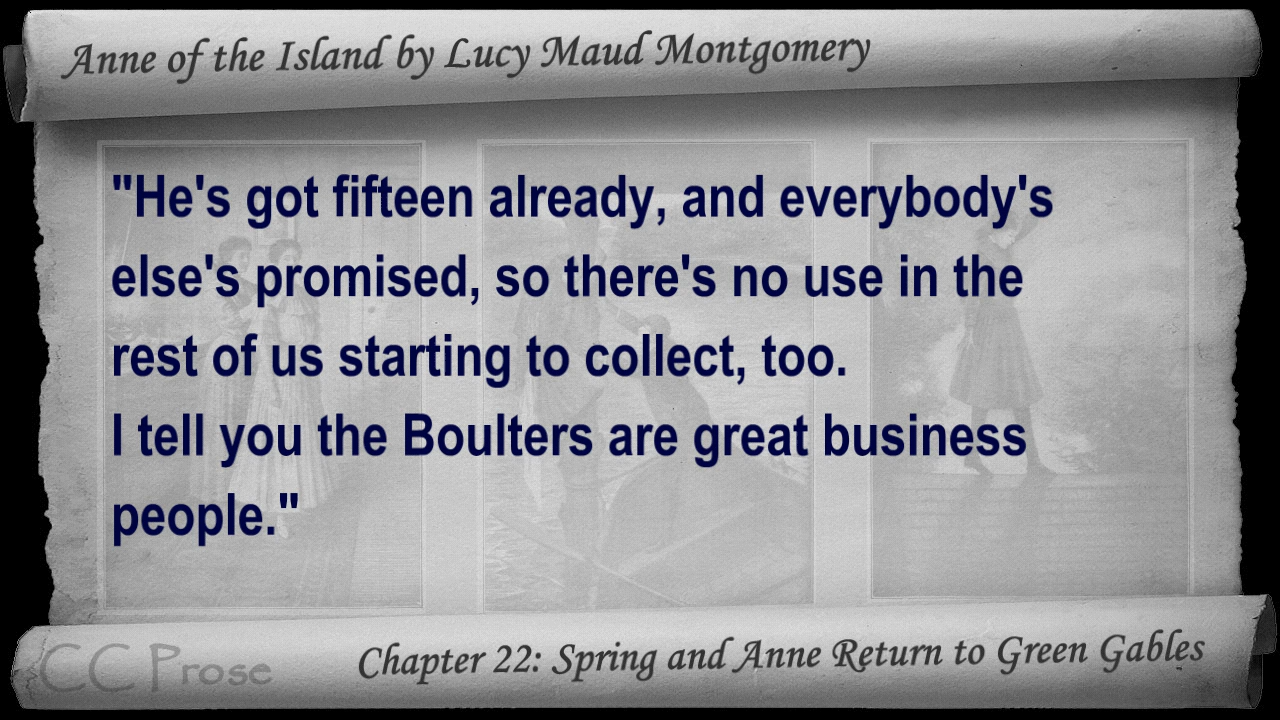 Anne of the Island by Lucy Maud Montgomery
"He's got fifteen already, and everybody's
else's promised, so there's no use in the
rest of us starting to collect, too.
I tell you the Boulters are great business
people."
CC Prose
Chapter 22: Spring and Anne Return to Green Gables